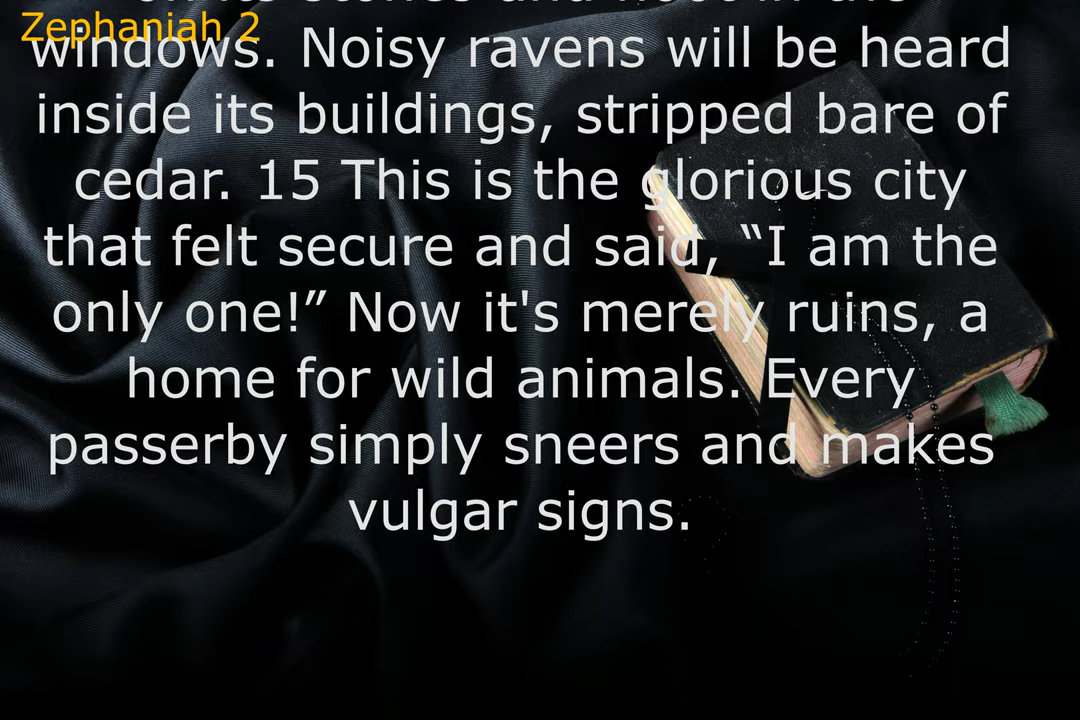 Zephaniah 2
windows. Noisy ravens will be heard
inside its buildings, stripped bare of
cedar. 15 This is the glorious city
that felt secure and said, “I am the
only one!” Now it's merely ruins, a
home for wild animals. Every
passerby simply sneers and makes
vulgar signs.